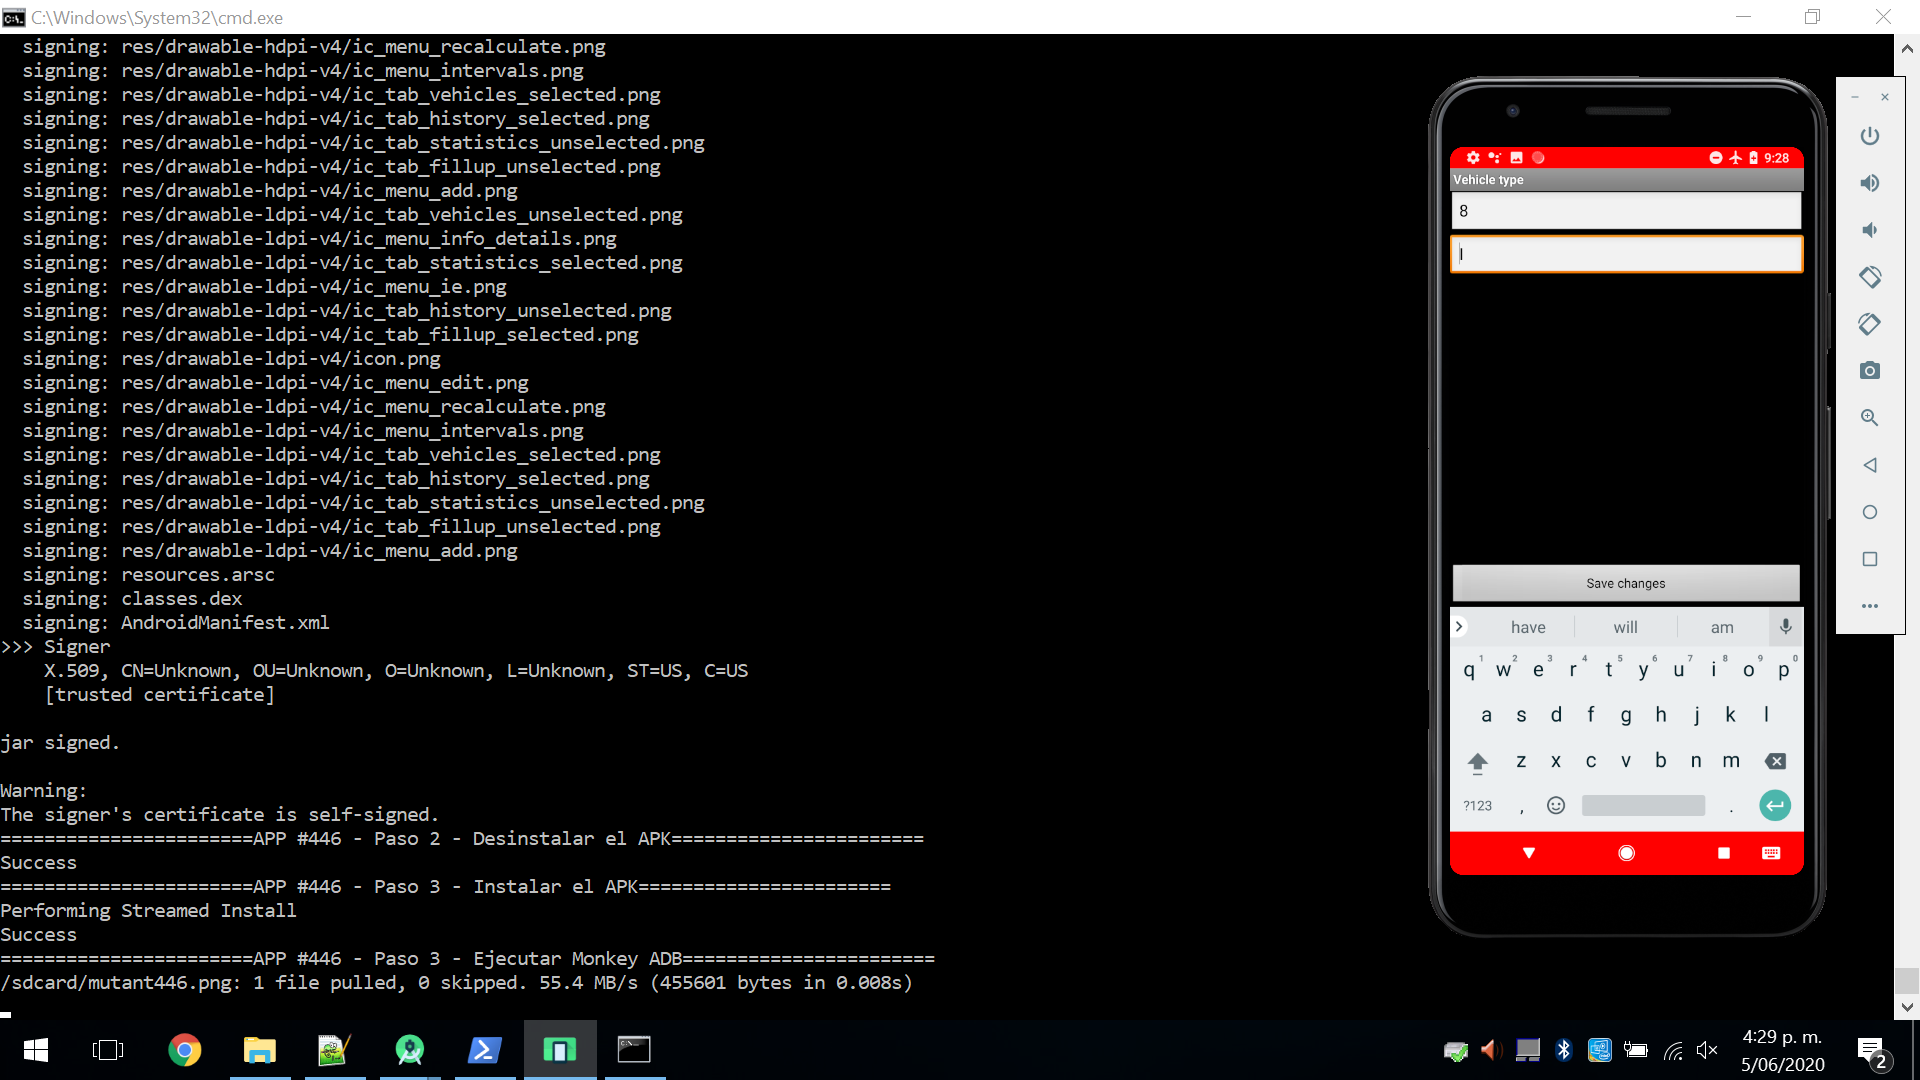 C:\Windows\System32\cmd.exe
signing: res/drawable-hdpi-v4/ic_menu_recalculate.png
signing: res/drawable-hdpi-v4/ic_menu_intervals.png
signing: res/drawable-hdpi-v4/ic_tab_vehicles_selected.png
signing: res/drawable-hdpi-v4/ic_tab_history_selected.png
signing: res/drawable-hdpi-v4/ic_tab_statistics_unselected.png
signing: res/drawable-hdpi-v4/ic_tab_fillup_unselected.png
signing: res/drawable-hdpi-v4/ic_menu_add.png
signing: res/drawable-ldpi-v4/ic_tab_vehicles_unselected.png
signing: res/drawable-ldpi-v4/ic_menu_info_details.png
signing: res/drawable-ldpi-v4/ic_tab_statistics_selected.png
signing: res/drawable-ldpi-v4/ic_menu_ie.png
signing: res/drawable-ldpi-v4/ic_tab_history_unselected.png
signing: res/drawable-ldpi-v4/ic_tab_fillup_selected.png
signing: res/drawable-ldpi-v4/icon.png
signing: res/drawable-ldpi-v4/ic_menu_edit.png
signing: res/drawable-ldpi-v4/ic_menu_recalculate.png
signing: res/drawable-ldpi-v4/ic_menu_intervals.png
signing: res/drawable-ldpi-v4/ic_tab_vehicles_selected.png
signing: res/drawable-ldpi-v4/ic_tab_history_selected.png
signing: res/drawable-ldpi-v4/ic_tab_statistics_unselected.png
signing: res/drawable-ldpi-v4/ic_tab_fillup_unselected.png
signing: res/drawable-ldpi-v4/ic_menu_add.png
signing: resources.arsc
signing: classes.dex
signing: AndroidManifest.xml
>>> Signer
X.509, CN=Unknown, OU=Unknown, O=Unknown, L=Unknown, ST=US, C=US
[trusted certificate]
jar signed.
Warning:
The signer's certificate is self-signed.
=======================APP #446 - Paso 2 - Desinstalar el APK=======================
Success
=======================APP #446 - Paso 3 - Instalar el APK=======================
Performing Streamed Install
Success
=======================APP #446 - Paso 3 - Ejecutar Monkey ADB=======================
/sdcard/mutant446.png: 1 file pulled, 0 skipped. 55.4 MB/s (455601 bytes in 0.008s)
9:28
Vehicle type
8
l
Save changes
have will am
1 2 3 4 5 6 7 8 9 0
q w e r t y u i o p
a s d f g h j k l
z x c v b n m
?123 , .
4:29 p. m.
5/06/2020
2